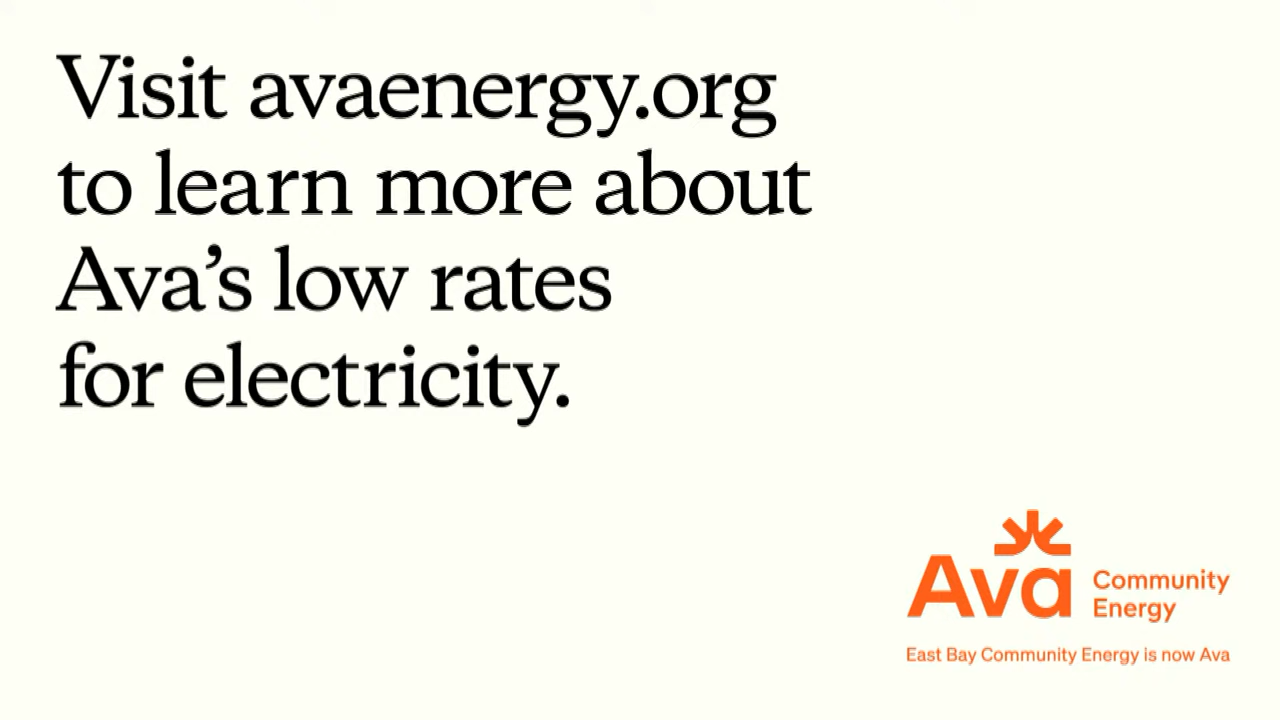 Visit avaenergy.org
to learn more about
Ava’s low rates
for electricity.
Ava Community
Energy
East Bay Community Energy is now Ava